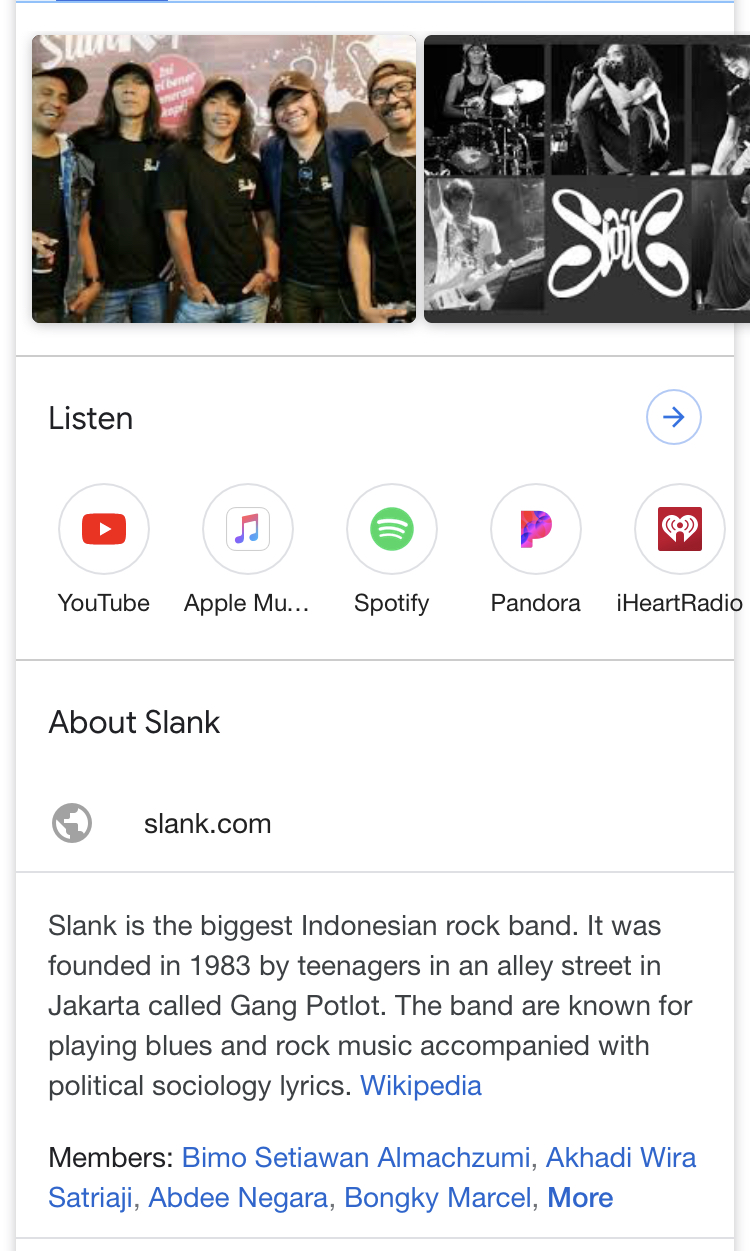 Slank
Listen
YouTube
Apple Mu...
Spotify
Pandora
iHeartRadio
About Slank
slank.com
Slank is the biggest Indonesian rock band. It was
founded in 1983 by teenagers in an alley street in
Jakarta called Gang Potlot. The band are known for
playing blues and rock music accompanied with
political sociology lyrics. Wikipedia
Members: Bimo Setiawan Almachzumi, Akhadi Wira
Satriaji, Abdee Negara, Bongky Marcel, More